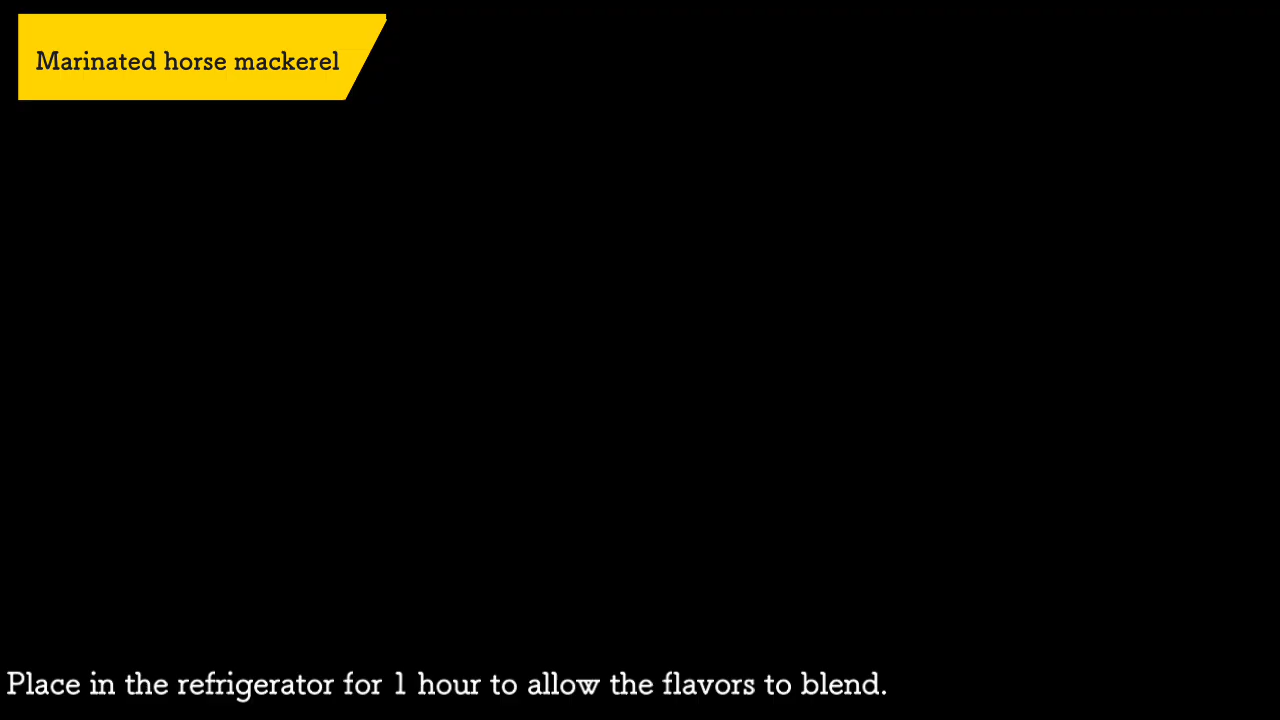 Marinated horse mackerel
Place in the refrigerator for 1 hour to allow the flavors to blend.